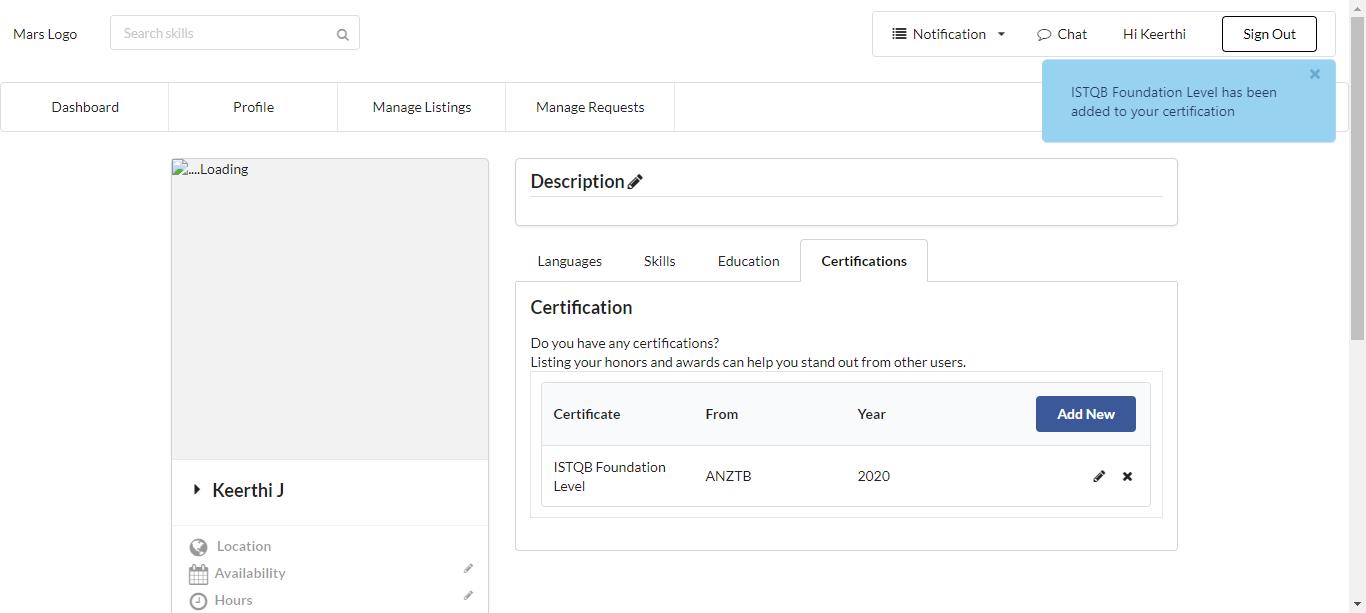 Mars Logo
Search skills
Notification
Chat
Hi Keerthi
Sign Out
ISTQB Foundation Level has been
added to your certification
Dashboard
Profile
Manage Listings
Manage Requests
....Loading
Keerthi J
Location
Availability
Hours
Description
Languages
Skills
Education
Certifications
Certification
Do you have any certifications?
Listing your honors and awards can help you stand out from other users.
Certificate
From
Year
Add New
ISTQB Foundation
Level
ANZTB
2020